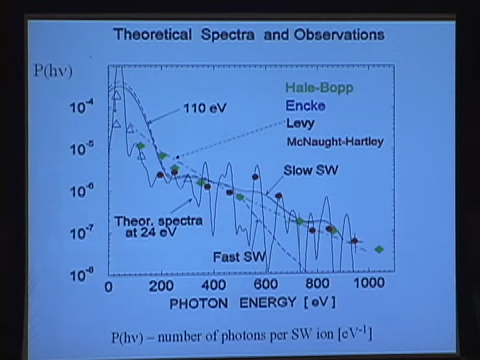 Theoretical Spectra and Observations
P(hν)
Hale-Bopp
10⁻⁴
110 eV
Encke
Levy
10⁻⁵
McNaught-Hartley
Slow SW
10⁻⁶
Theor. spectra
at 24 eV
10⁻⁷
Fast SW
10⁻⁸
0 200 400 600 800 1000
PHOTON ENERGY [eV]
P(hν) – number of photons per SW ion [eV⁻¹]